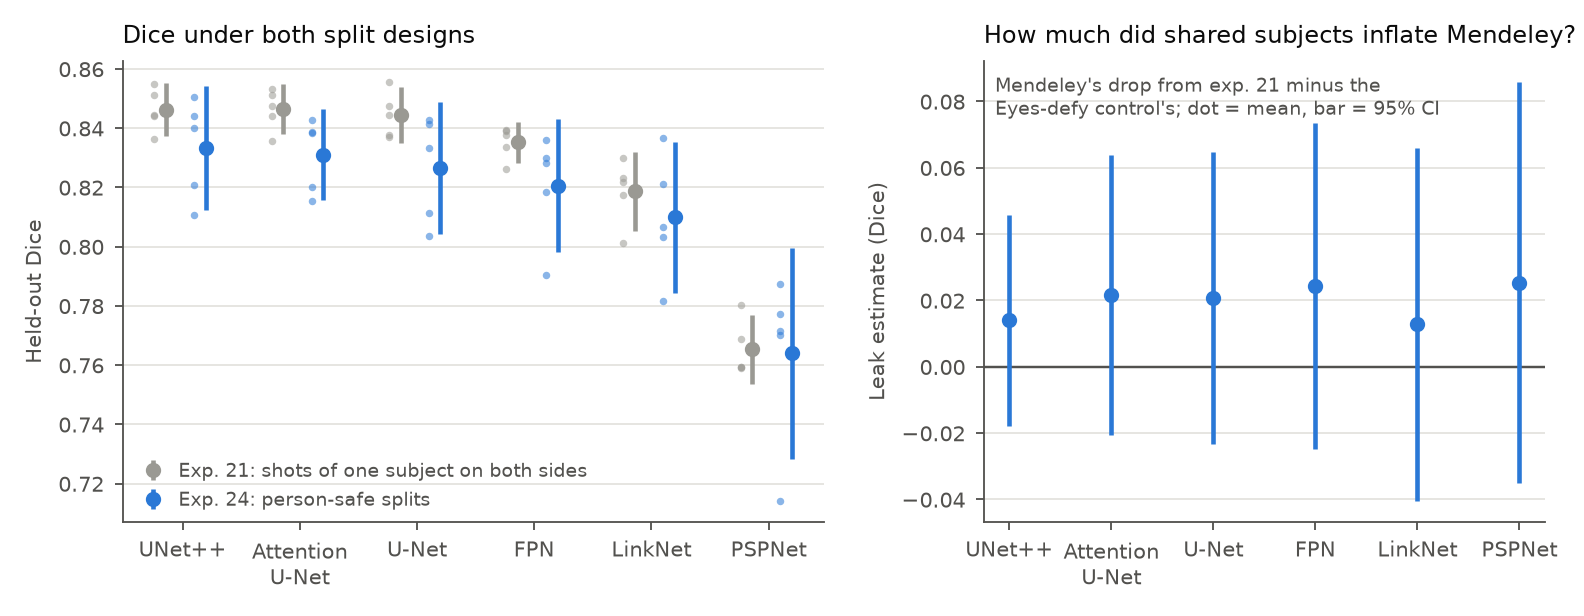 Dice under both split designs
0.86
0.84
0.82
0.80
0.78
0.76
0.74
0.72
Held-out Dice
Exp. 21: shots of one subject on both sides
Exp. 24: person-safe splits
UNet++
Attention
U-Net
U-Net
FPN
LinkNet
PSPNet
How much did shared subjects inflate Mendeley?
Mendeley's drop from exp. 21 minus the
Eyes-defy control's; dot = mean, bar = 95% CI
0.08
0.06
0.04
0.02
0.00
−0.02
−0.04
Leak estimate (Dice)
UNet++
Attention
U-Net
U-Net
FPN
LinkNet
PSPNet